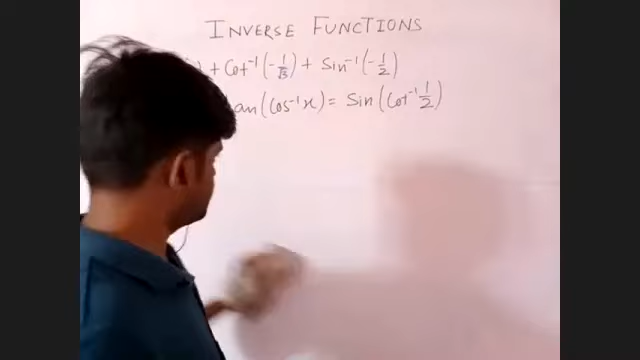 INVERSE FUNCTIONS
) + Cot⁻¹(-1/√3) + Sin⁻¹(-1/2)
an(Cos⁻¹x) = Sin(Cot⁻¹ 1/2)